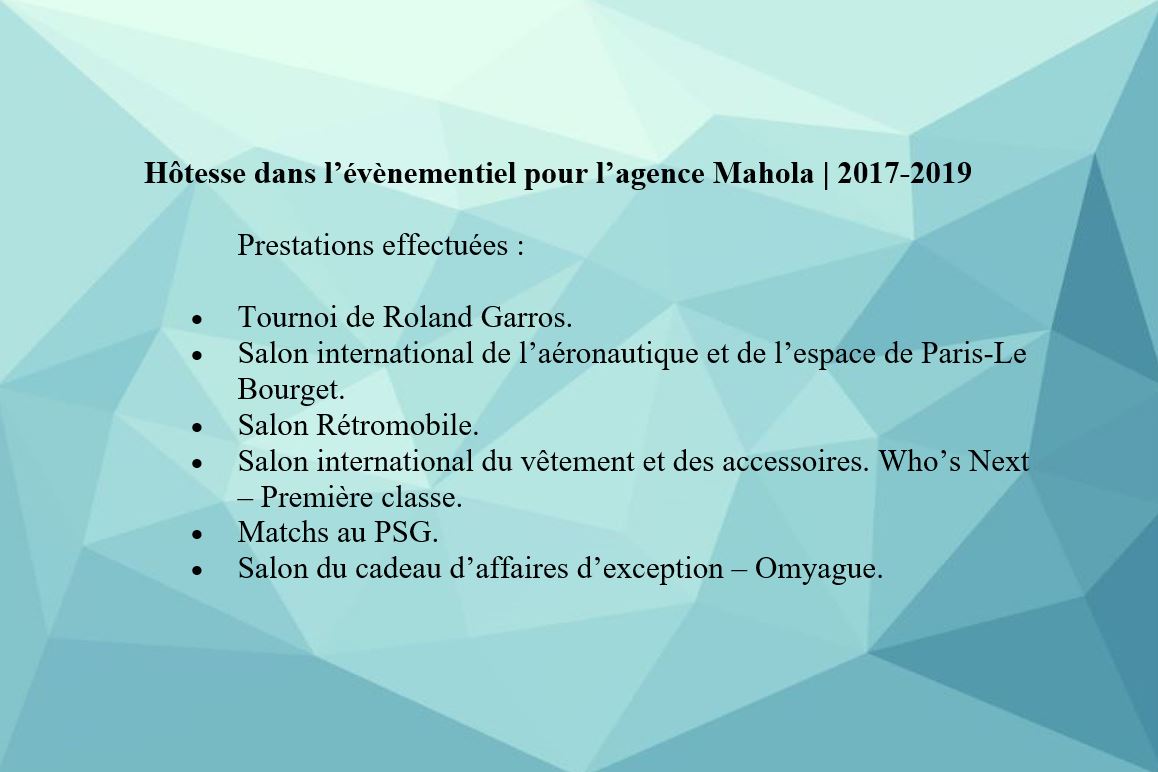 Hôtesse dans l’évènementiel pour l’agence Mahola | 2017-2019
Prestations effectuées :
• Tournoi de Roland Garros.
• Salon international de l’aéronautique et de l’espace de Paris-Le
Bourget.
• Salon Rétromobile.
• Salon international du vêtement et des accessoires. Who’s Next
– Première classe.
• Matchs au PSG.
• Salon du cadeau d’affaires d’exception – Omyague.